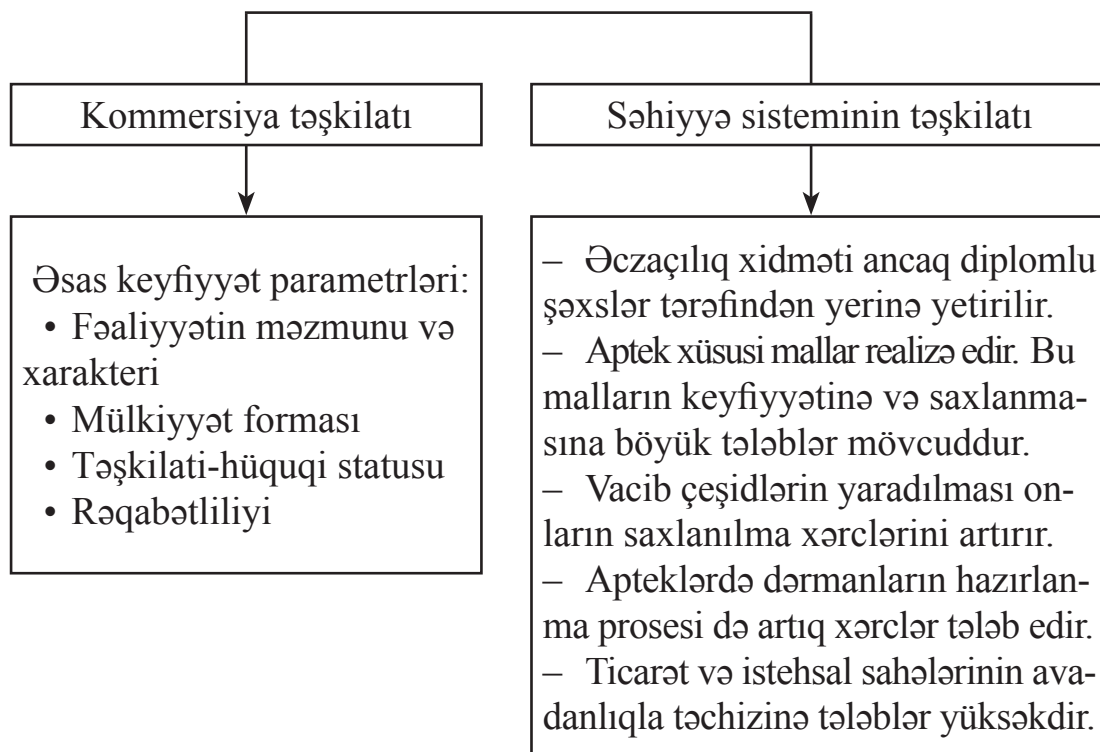 Kommersiya təşkilatı
Səhiyyə sisteminin təşkilatı
Əsas keyfiyyət parametrləri:
• Fəaliyyətin məzmunu və
xarakteri
• Mülkiyyət forması
• Təşkilati-hüquqi statusu
• Rəqabətliliyi
– Əczaçılıq xidməti ancaq diplomlu
şəxslər tərəfindən yerinə yetirilir.
– Aptek xüsusi mallar realizə edir. Bu
malların keyfiyyətinə və saxlanma-
sına böyük tələblər mövcuddur.
– Vacib çeşidlərin yaradılması on-
ların saxlanılma xərclərini artırır.
– Apteklərdə dərmanların hazırlan-
ma prosesi də artıq xərclər tələb edir.
– Ticarət və istehsal sahələrinin ava-
danlıqla təchizinə tələblər yüksəkdir.